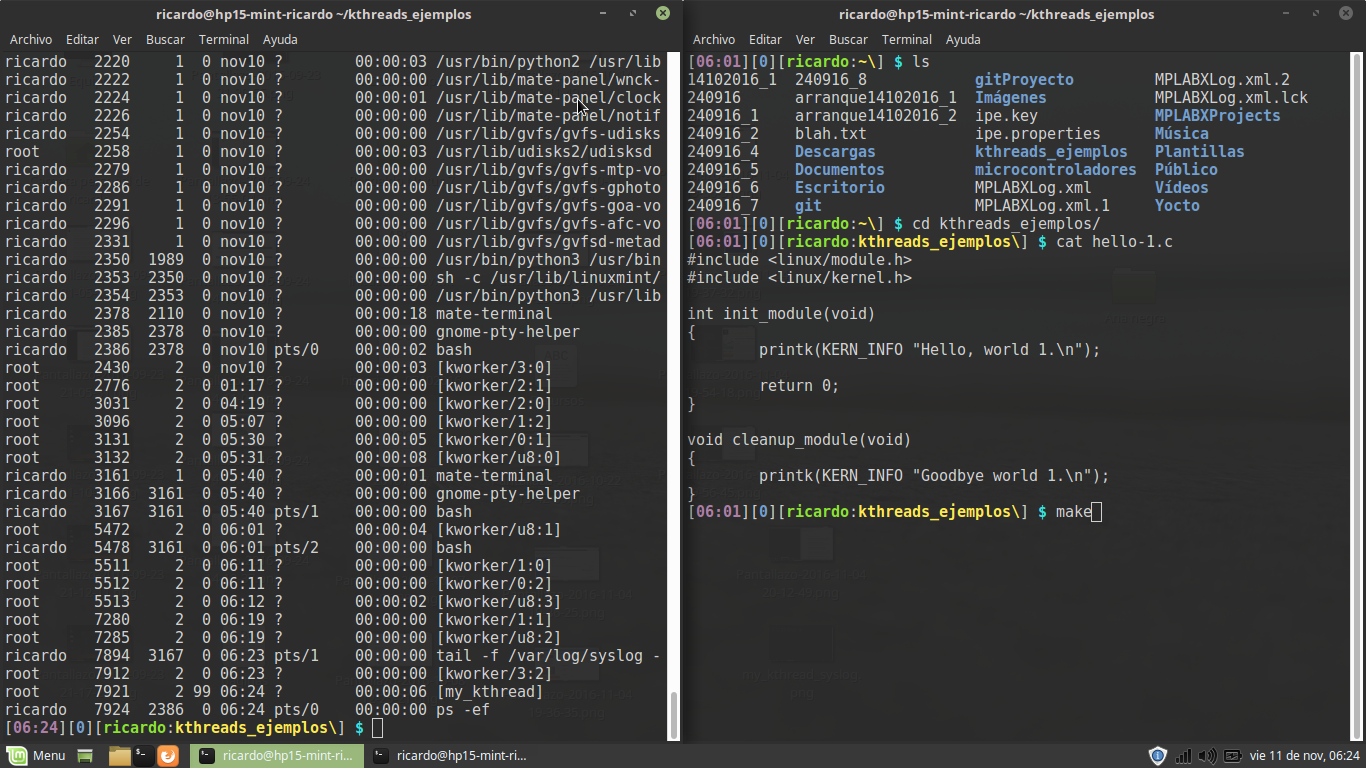 ricardo@hp15-mint-ricardo ~/kthreads_ejemplos
Archivo Editar Ver Buscar Terminal Ayuda
ricardo 2220 1 0 nov10 ? 00:00:03 /usr/bin/python2 /usr/lib
ricardo 2222 1 0 nov10 ? 00:00:00 /usr/lib/mate-panel/wnck-
ricardo 2224 1 0 nov10 ? 00:00:01 /usr/lib/mate-panel/clock
ricardo 2226 1 0 nov10 ? 00:00:00 /usr/lib/mate-panel/notif
ricardo 2254 1 0 nov10 ? 00:00:00 /usr/lib/gvfs/gvfs-udisks
root 2258 1 0 nov10 ? 00:00:03 /usr/lib/udisks2/udisksd
ricardo 2279 1 0 nov10 ? 00:00:00 /usr/lib/gvfs/gvfs-mtp-vo
ricardo 2286 1 0 nov10 ? 00:00:00 /usr/lib/gvfs/gvfs-gphoto
ricardo 2291 1 0 nov10 ? 00:00:00 /usr/lib/gvfs/gvfs-goa-vo
ricardo 2296 1 0 nov10 ? 00:00:00 /usr/lib/gvfs/gvfs-afc-vo
ricardo 2331 1 0 nov10 ? 00:00:00 /usr/lib/gvfs/gvfsd-metad
ricardo 2350 1989 0 nov10 ? 00:00:00 /usr/bin/python3 /usr/bin
ricardo 2353 2350 0 nov10 ? 00:00:00 sh -c /usr/lib/linuxmint/
ricardo 2354 2353 0 nov10 ? 00:00:00 /usr/bin/python3 /usr/lib
ricardo 2378 2110 0 nov10 ? 00:00:18 mate-terminal
ricardo 2385 2378 0 nov10 ? 00:00:00 gnome-pty-helper
ricardo 2386 2378 0 nov10 pts/0 00:00:02 bash
root 2430 2 0 nov10 ? 00:00:03 [kworker/3:0]
root 2776 2 0 01:17 ? 00:00:00 [kworker/2:1]
root 3031 2 0 04:19 ? 00:00:00 [kworker/2:0]
root 3096 2 0 05:07 ? 00:00:00 [kworker/1:2]
root 3131 2 0 05:30 ? 00:00:05 [kworker/0:1]
root 3132 2 0 05:31 ? 00:00:08 [kworker/u8:0]
ricardo 3161 1 0 05:40 ? 00:00:01 mate-terminal
ricardo 3166 3161 0 05:40 ? 00:00:00 gnome-pty-helper
ricardo 3167 3161 0 05:40 pts/1 00:00:00 bash
root 5472 2 0 06:01 ? 00:00:04 [kworker/u8:1]
ricardo 5478 3161 0 06:01 pts/2 00:00:00 bash
root 5511 2 0 06:11 ? 00:00:00 [kworker/1:0]
root 5512 2 0 06:11 ? 00:00:00 [kworker/0:2]
root 5513 2 0 06:12 ? 00:00:02 [kworker/u8:3]
root 7280 2 0 06:19 ? 00:00:00 [kworker/1:1]
root 7285 2 0 06:19 ? 00:00:00 [kworker/u8:2]
ricardo 7894 3167 0 06:23 pts/1 00:00:00 tail -f /var/log/syslog -
root 7912 2 0 06:23 ? 00:00:00 [kworker/3:2]
root 7921 2 99 06:24 ? 00:00:06 [my_kthread]
ricardo 7924 2386 0 06:24 pts/0 00:00:00 ps -ef
[06:24][0][ricardo:kthreads_ejemplos\] $
ricardo@hp15-mint-ricardo ~/kthreads_ejemplos
Archivo Editar Ver Buscar Terminal Ayuda
[06:01][0][ricardo:~\] $ ls
14102016_1 240916_8 gitProyecto MPLABXLog.xml.2
240916 arranque14102016_1 Imágenes MPLABXLog.xml.lck
240916_1 arranque14102016_2 ipe.key MPLABXProjects
240916_2 blah.txt ipe.properties Música
240916_4 Descargas kthreads_ejemplos Plantillas
240916_5 Documentos microcontroladores Público
240916_6 Escritorio MPLABXLog.xml Vídeos
240916_7 git MPLABXLog.xml.1 Yocto
[06:01][0][ricardo:~\] $ cd kthreads_ejemplos/
[06:01][0][ricardo:kthreads_ejemplos\] $ cat hello-1.c
#include <linux/module.h>
#include <linux/kernel.h>
int init_module(void)
{
printk(KERN_INFO "Hello, world 1.\n");
return 0;
}
void cleanup_module(void)
{
printk(KERN_INFO "Goodbye world 1.\n");
}
[06:01][0][ricardo:kthreads_ejemplos\] $ make
Menu
ricardo@hp15-mint-ri...
ricardo@hp15-mint-ri...
vie 11 de nov, 06:24